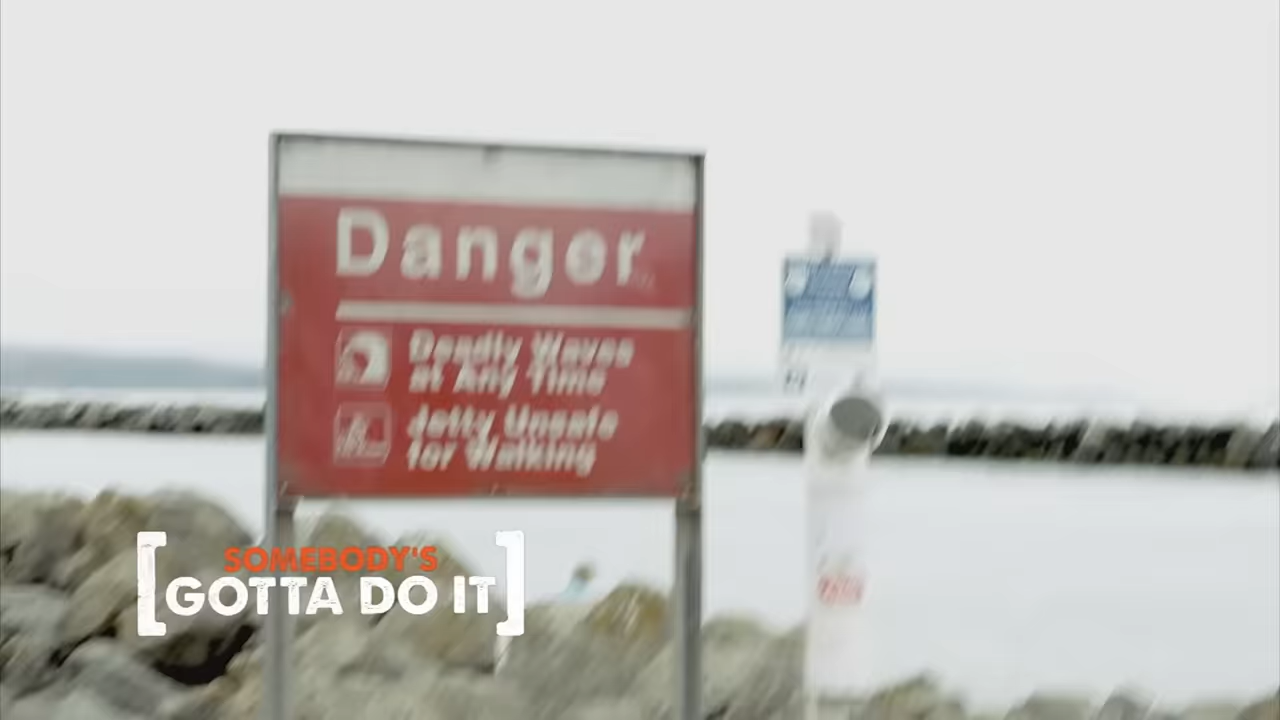 Danger
Deadly Waves
at Any Time
Jetty Unsafe
for Walking
SOMEBODY'S
GOTTA DO IT